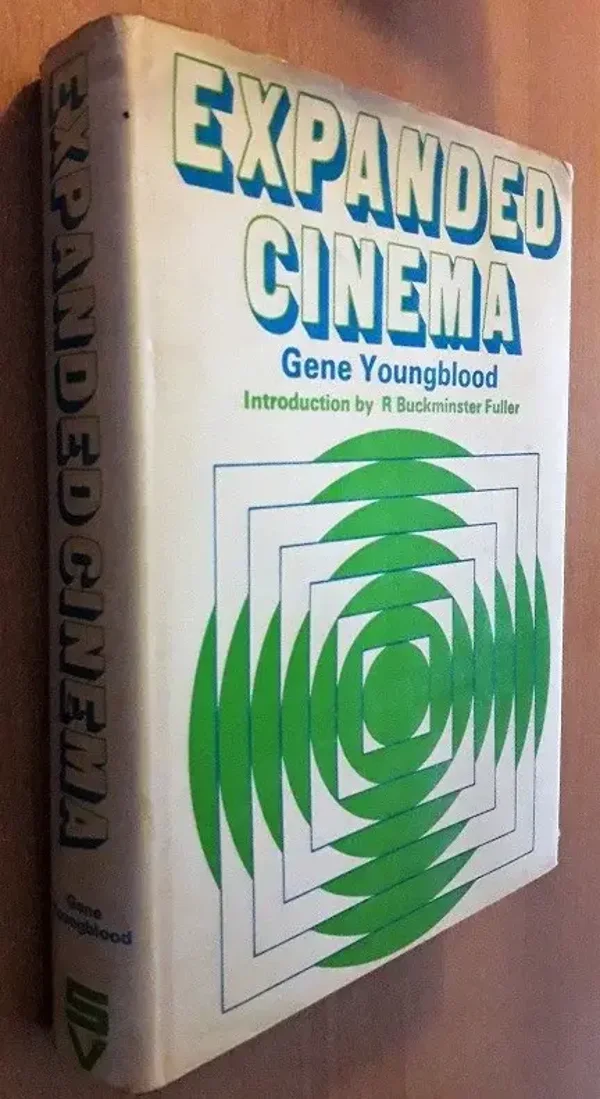 EXPANDED
CINEMA
Gene Youngblood
Introduction by R Buckminster Fuller
EXPANDED CINEMA
Gene
Youngblood